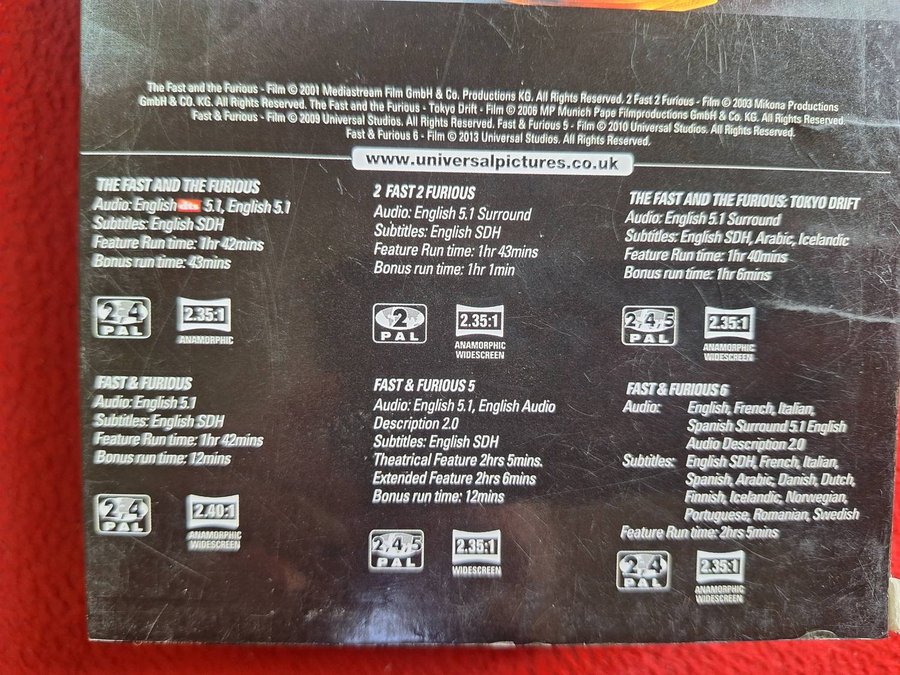 The Fast and the Furious - Film © 2001 Mediastream Film GmbH & Co. Productions KG. All Rights Reserved. 2 Fast 2 Furious - Film © 2003 Mikona Productions
GmbH & CO. KG. All Rights Reserved. The Fast and the Furious - Tokyo Drift - Film © 2006 MP Munich Pape Filmproductions GmbH & Co. KG. All Rights Reserved.
Fast & Furious - Film © 2009 Universal Studios. All Rights Reserved. Fast & Furious 5 - Film © 2010 Universal Studios. All Rights Reserved.
Fast & Furious 6 - Film © 2013 Universal Studios. All Rights Reserved.
www.universalpictures.co.uk
THE FAST AND THE FURIOUS
Audio: English dts 5.1, English 5.1
Subtitles: English SDH
Feature Run time: 1hr 42mins
Bonus run time: 43mins
2,4
PAL
2.35:1
ANAMORPHIC
2 FAST 2 FURIOUS
Audio: English 5.1 Surround
Subtitles: English SDH
Feature Run time: 1hr 43mins
Bonus run time: 1hr 1min
2
PAL
2.35:1
ANAMORPHIC
WIDESCREEN
THE FAST AND THE FURIOUS: TOKYO DRIFT
Audio: English 5.1 Surround
Subtitles: English SDH, Arabic, Icelandic
Feature Run time: 1hr 40mins
Bonus run time: 1hr 6mins
2,4,5
PAL
2.35:1
ANAMORPHIC
WIDESCREEN
FAST & FURIOUS
Audio: English 5.1
Subtitles: English SDH
Feature Run time: 1hr 42mins
Bonus run time: 12mins
2,4
PAL
2.40:1
ANAMORPHIC
WIDESCREEN
FAST & FURIOUS 5
Audio: English 5.1, English Audio
Description 2.0
Subtitles: English SDH
Theatrical Feature 2hrs 5mins.
Extended Feature 2hrs 6mins
Bonus run time: 12mins
2,4,5
PAL
2.35:1
WIDESCREEN
FAST & FURIOUS 6
Audio: English, French, Italian,
Spanish Surround 5.1 English
Audio Description 2.0
Subtitles: English SDH, French, Italian,
Spanish, Arabic, Danish, Dutch,
Finnish, Icelandic, Norwegian,
Portuguese, Romanian, Swedish
Feature Run time: 2hrs 5mins
2,4
PAL
2.35:1
ANAMORPHIC
WIDESCREEN